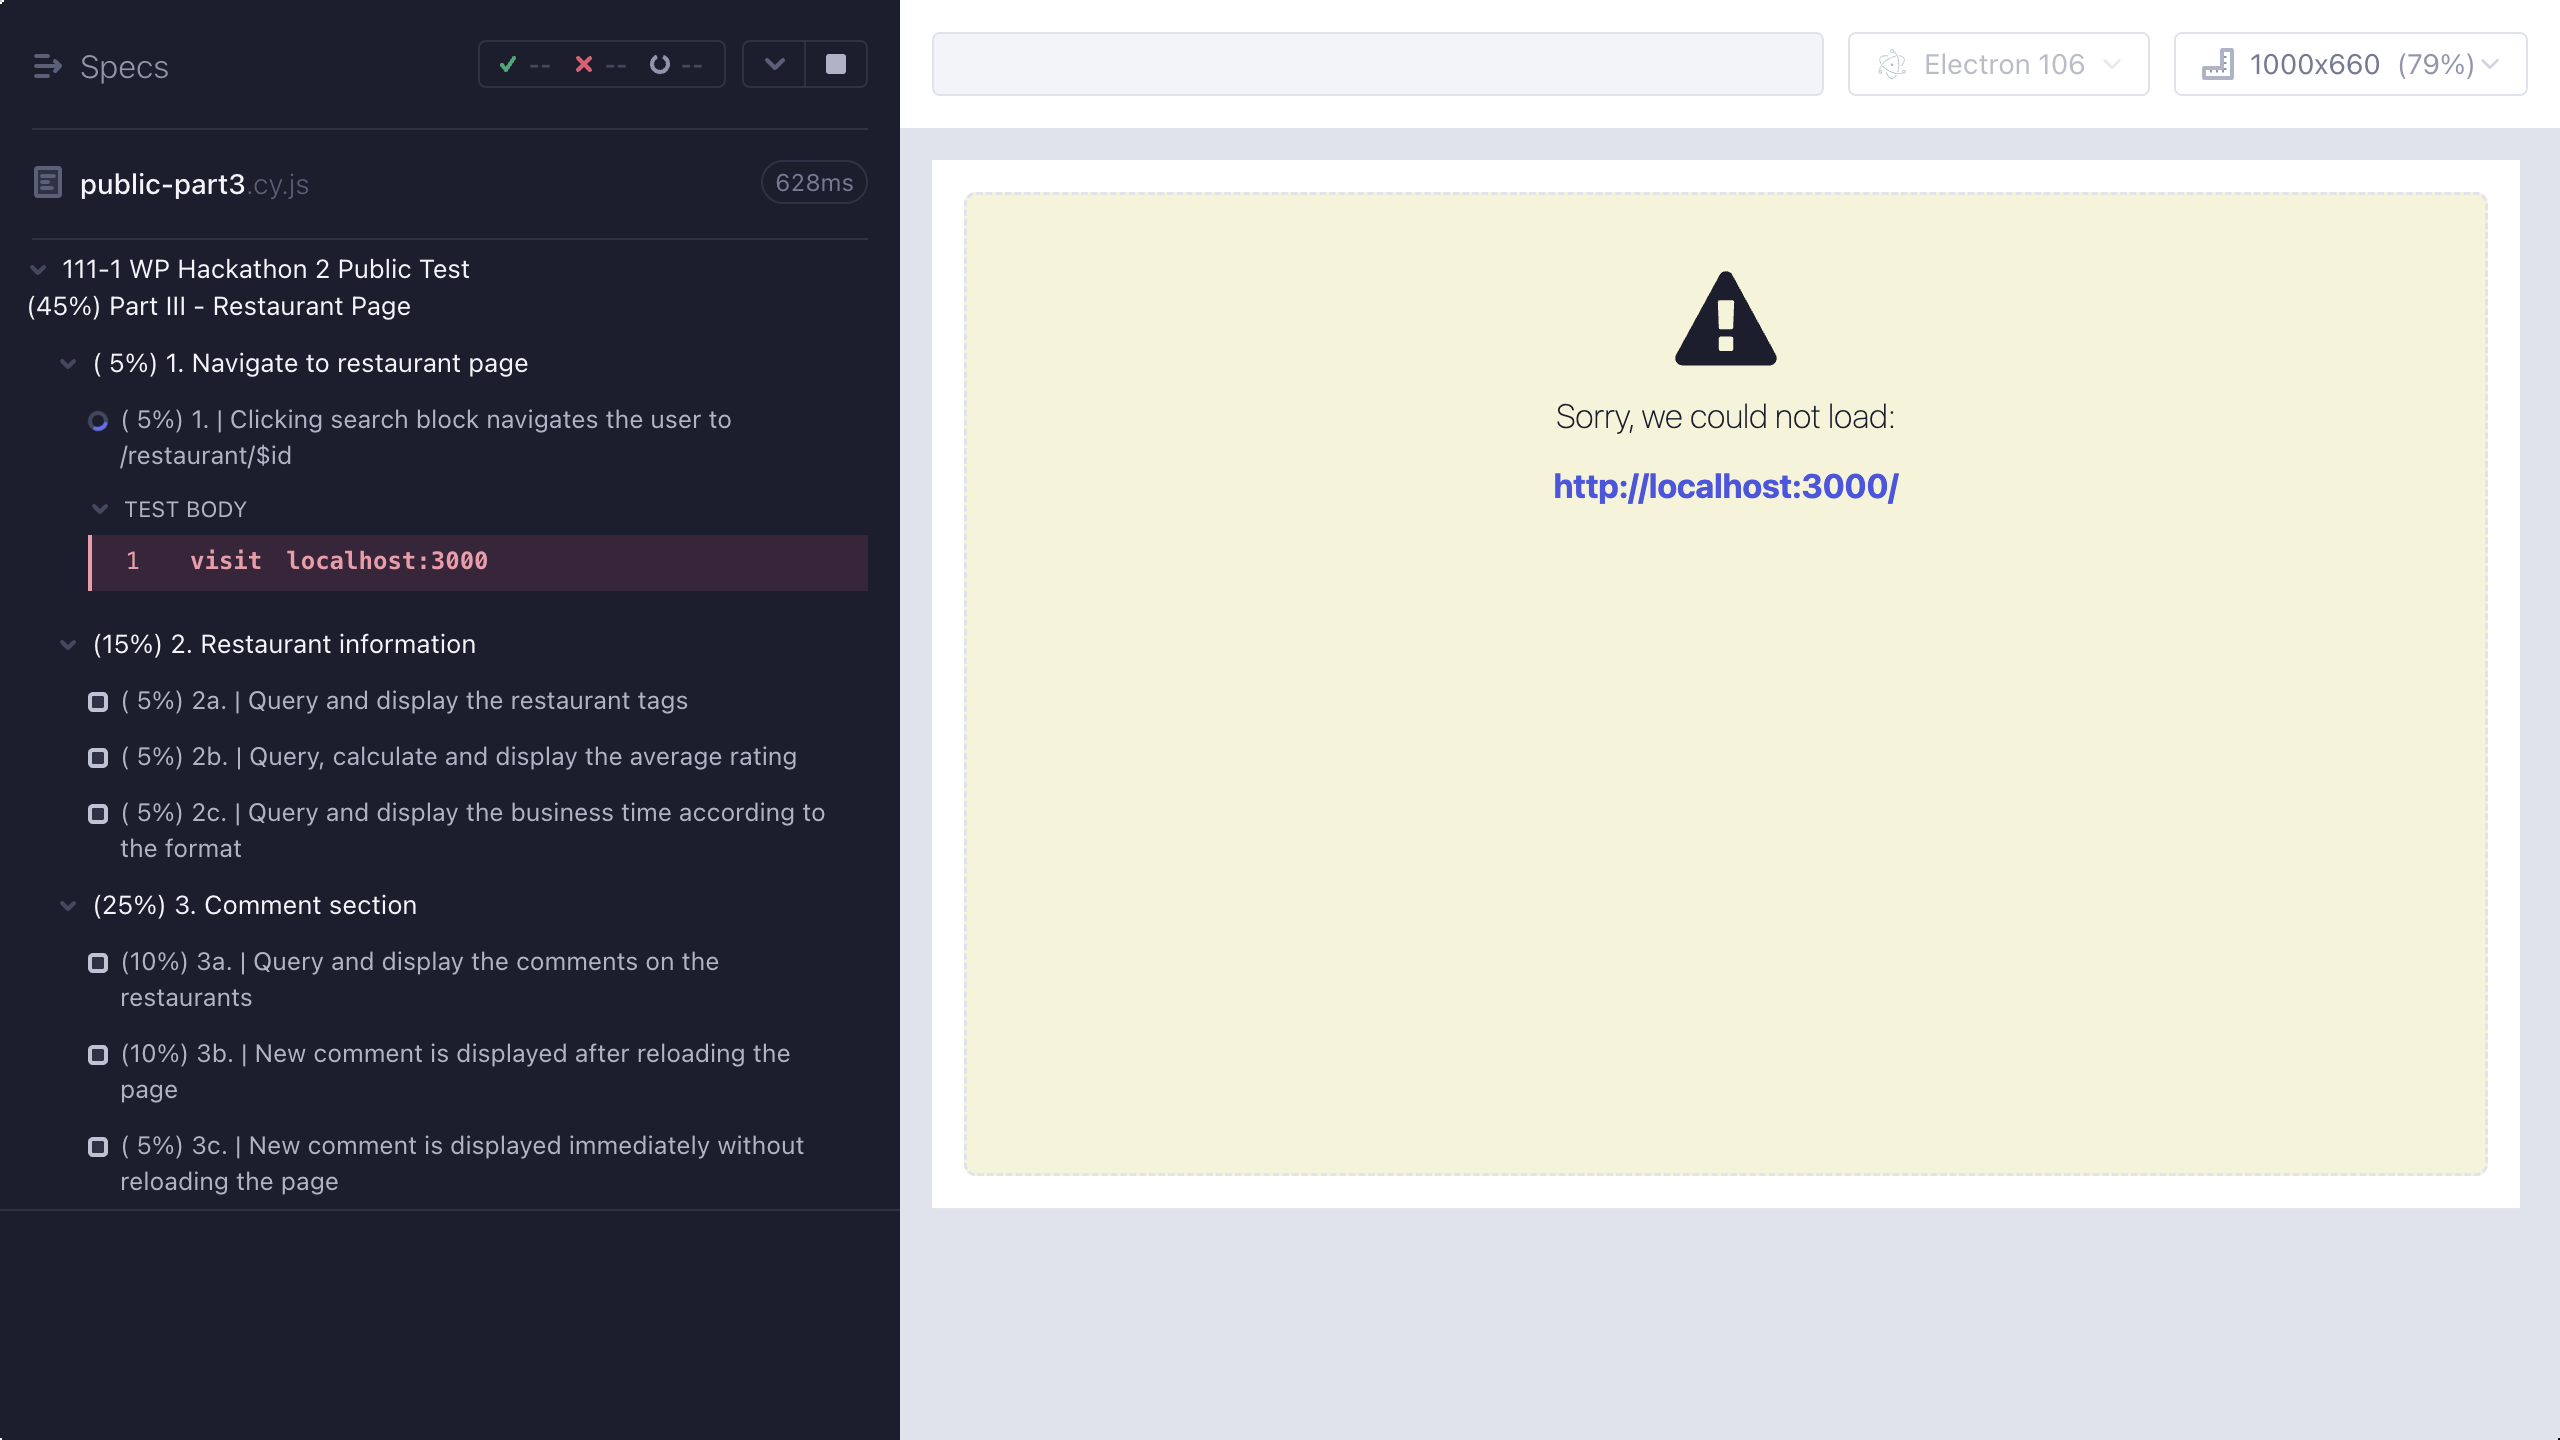 Specs
-- -- --
public-part3.cy.js
628ms
111-1 WP Hackathon 2 Public Test
(45%) Part III - Restaurant Page
( 5%) 1. Navigate to restaurant page
( 5%) 1. | Clicking search block navigates the user to
/restaurant/$id
TEST BODY
1 visit localhost:3000
(15%) 2. Restaurant information
( 5%) 2a. | Query and display the restaurant tags
( 5%) 2b. | Query, calculate and display the average rating
( 5%) 2c. | Query and display the business time according to
the format
(25%) 3. Comment section
(10%) 3a. | Query and display the comments on the
restaurants
(10%) 3b. | New comment is displayed after reloading the
page
( 5%) 3c. | New comment is displayed immediately without
reloading the page
Electron 106
1000x660 (79%)
Sorry, we could not load:
http://localhost:3000/